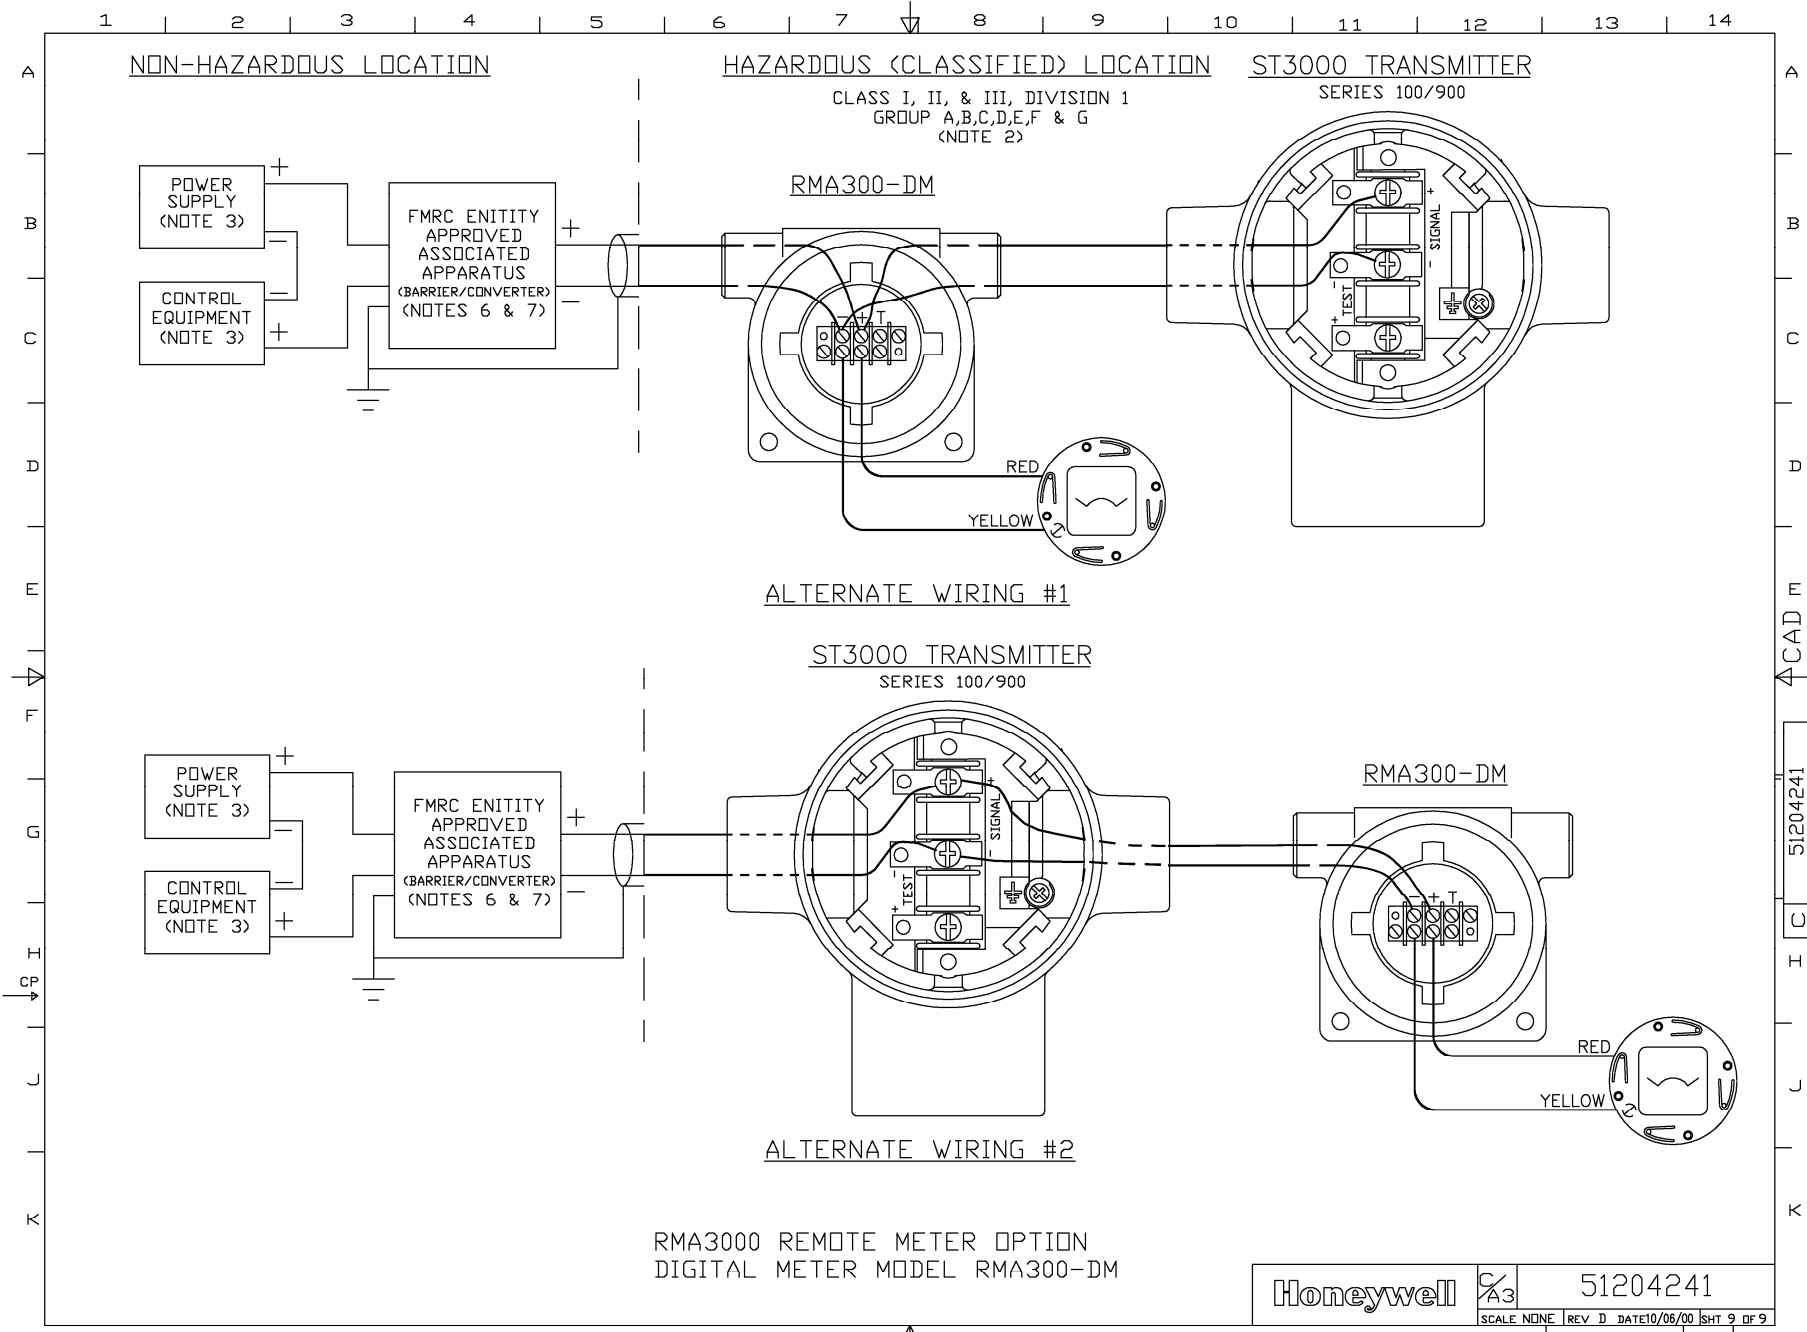 1 2 3 4 5 6 7 8 9 10 11 12 13 14
NON-HAZARDOUS LOCATION
HAZARDOUS (CLASSIFIED) LOCATION
CLASS I, II, & III, DIVISION 1
GROUP A,B,C,D,E,F & G
(NOTE 2)
ST3000 TRANSMITTER
SERIES 100/900
A
A
B
B
C
C
D
D
E
E
F
G
H
H
J
J
K
K
CP
CAD
51204241
C
POWER
SUPPLY
(NOTE 3)
+
-
CONTROL
EQUIPMENT
(NOTE 3)
+
FMRC ENITITY
APPROVED
ASSOCIATED
APPARATUS
(BARRIER/CONVERTER)
(NOTES 6 & 7)
+
-
RMA300-DM
- + T
RED
YELLOW
+
SIGNAL
-
- TEST +
ALTERNATE WIRING #1
ST3000 TRANSMITTER
SERIES 100/900
POWER
SUPPLY
(NOTE 3)
+
-
CONTROL
EQUIPMENT
(NOTE 3)
-
+
FMRC ENITITY
APPROVED
ASSOCIATED
APPARATUS
(BARRIER/CONVERTER)
(NOTES 6 & 7)
+
-
+
SIGNAL
-
- TEST +
RMA300-DM
- + T
RED
YELLOW
ALTERNATE WIRING #2
RMA3000 REMOTE METER OPTION
DIGITAL METER MODEL RMA300-DM
Honeywell
C/A3
51204241
SCALE NONE REV D DATE10/06/00 SHT 9 OF 9